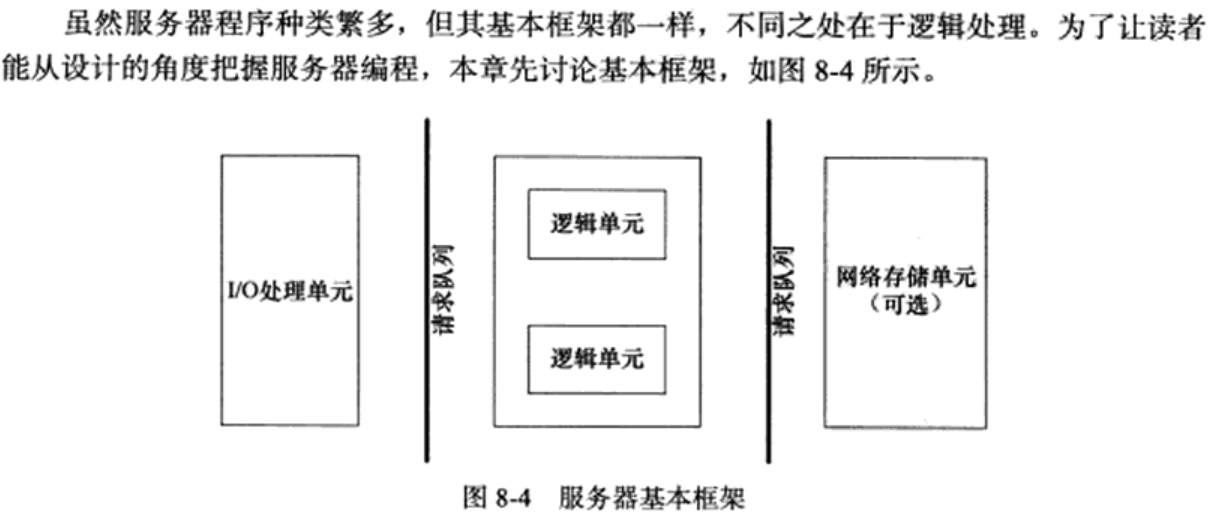 虽然服务器程序种类繁多，但其基本框架都一样，不同之处在于逻辑处理。为了让读者
能从设计的角度把握服务器编程，本章先讨论基本框架，如图 8-4 所示。
I/O处理单元
请求队列
逻辑单元
逻辑单元
请求队列
网络存储单元
（可选）
图 8-4 服务器基本框架